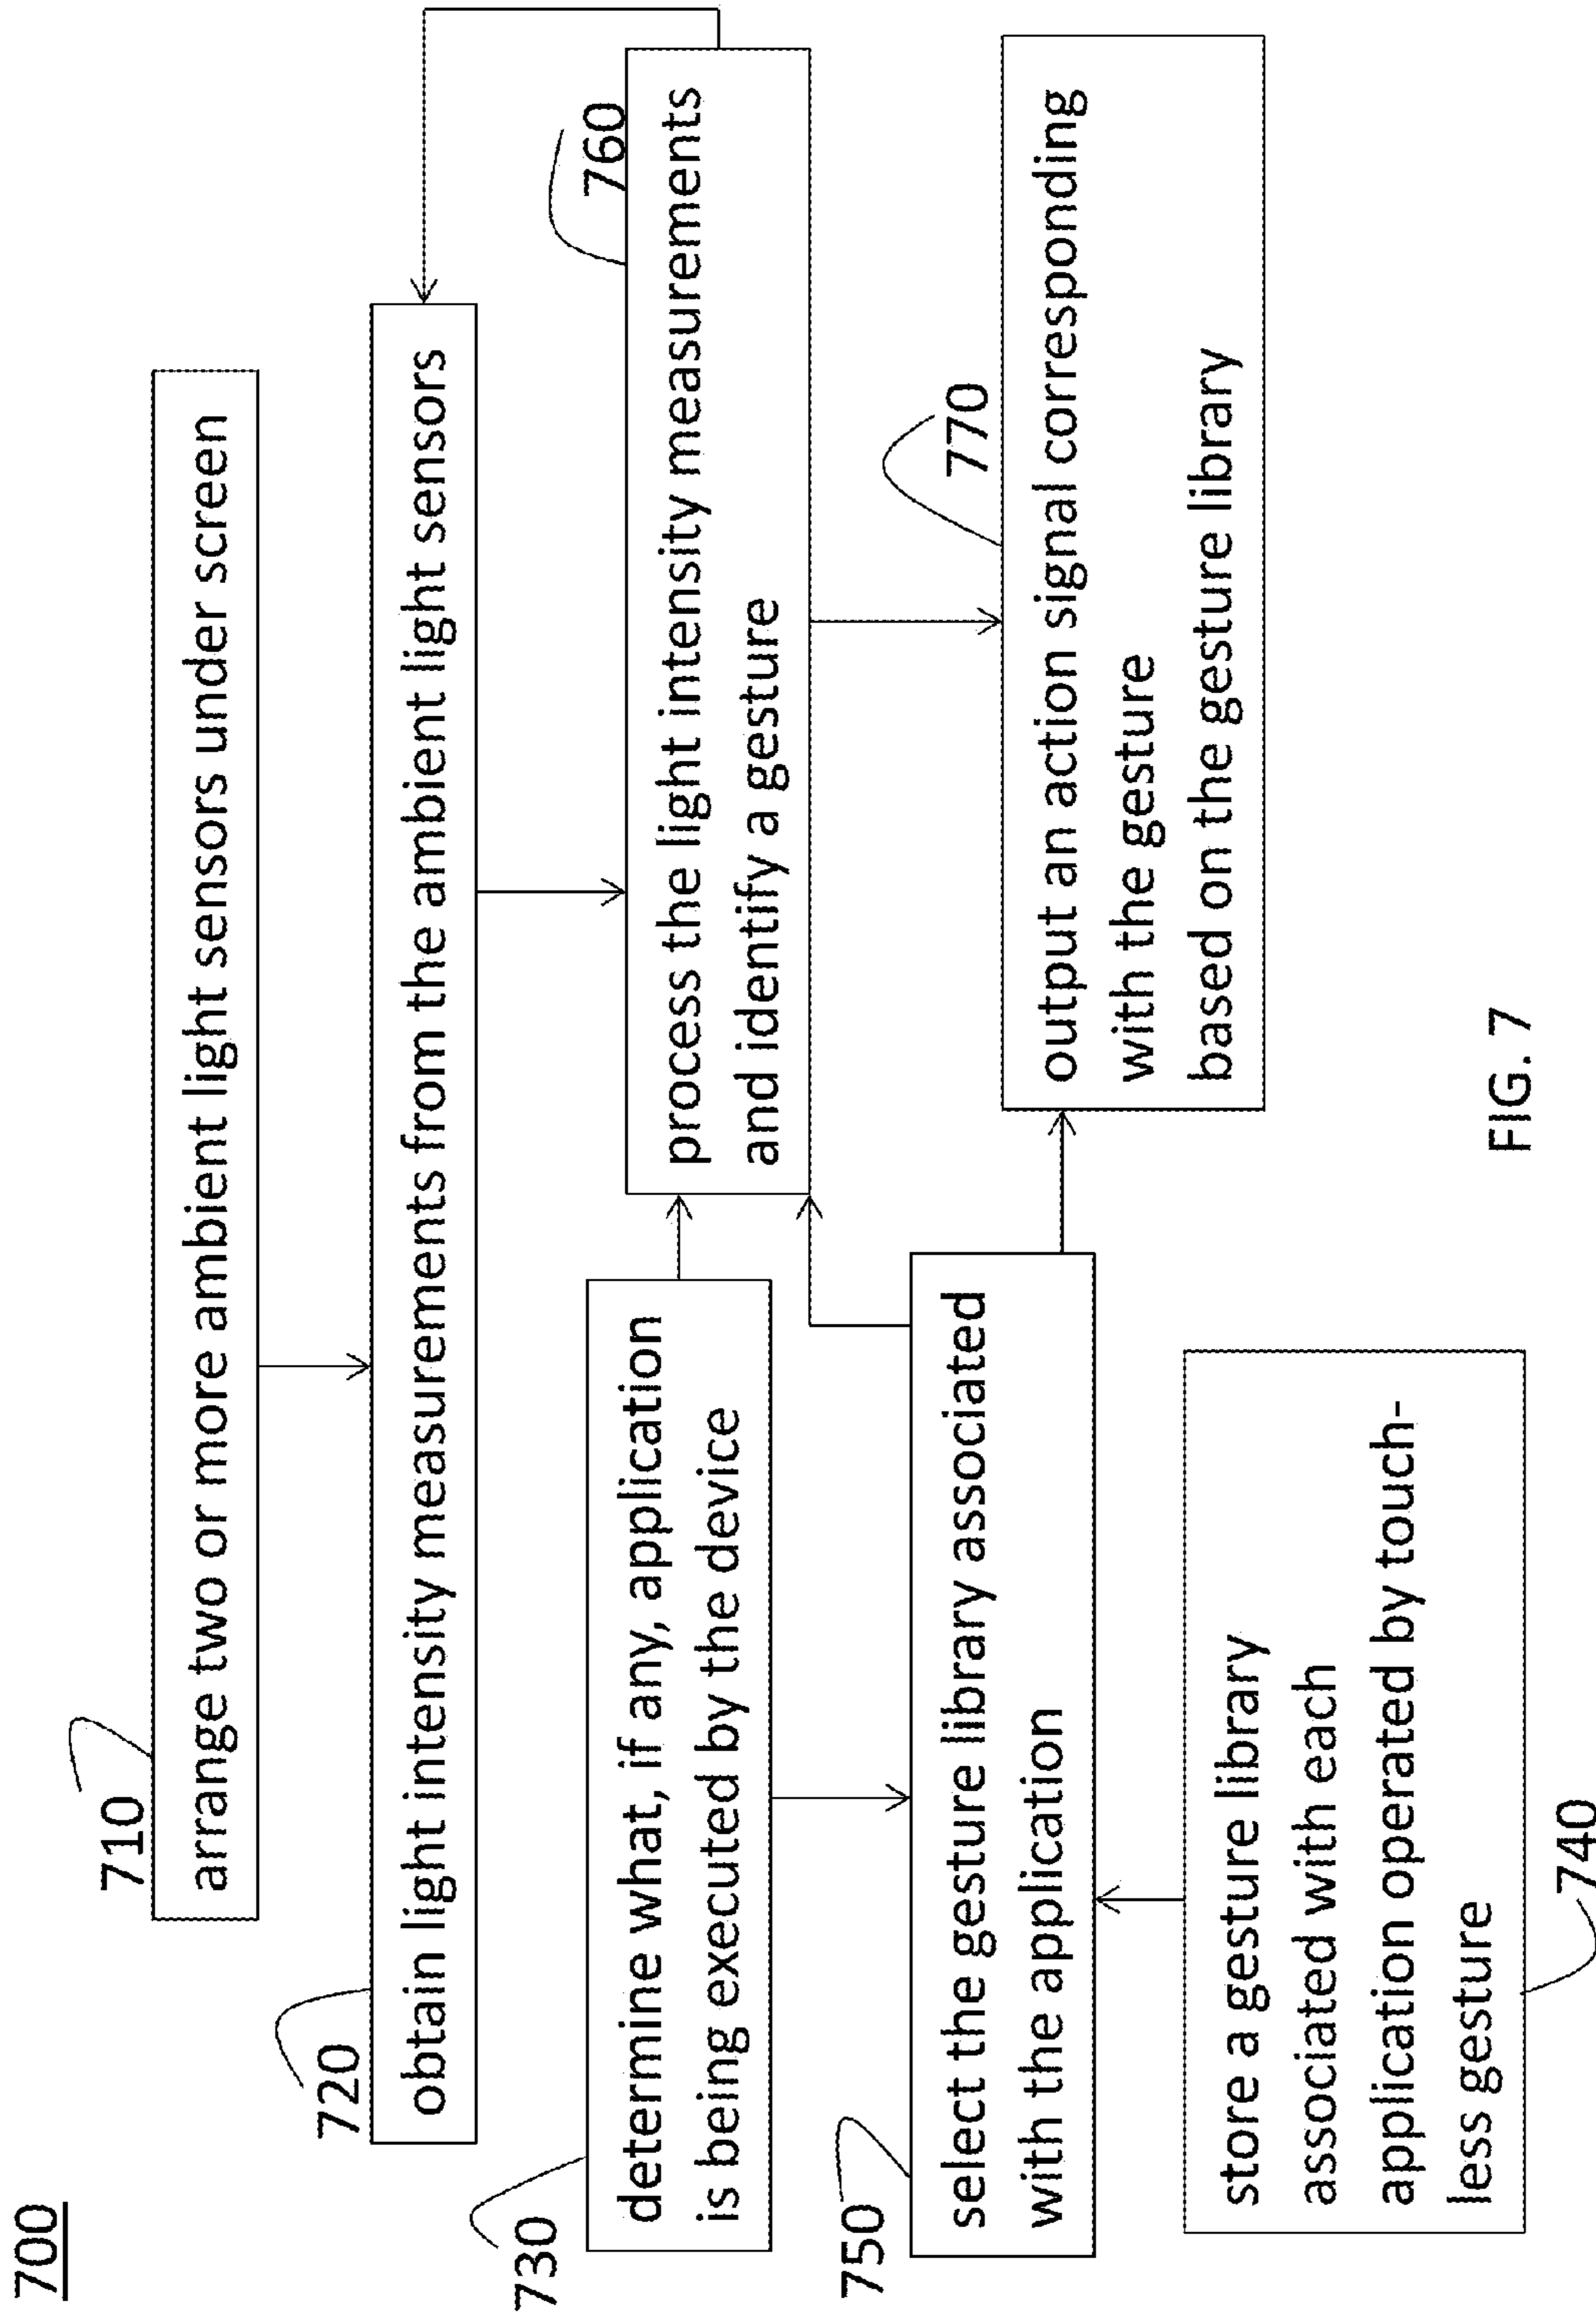 700
710
arrange two or more ambient light sensors under screen
720
obtain light intensity measurements from the ambient light sensors
730
determine what, if any, application
is being executed by the device
760
process the light intensity measurements
and identify a gesture
750
select the gesture library associated
with the application
770
output an action signal corresponding
with the gesture
based on the gesture library
store a gesture library
associated with each
application operated by touch-
less gesture
740
FIG. 7